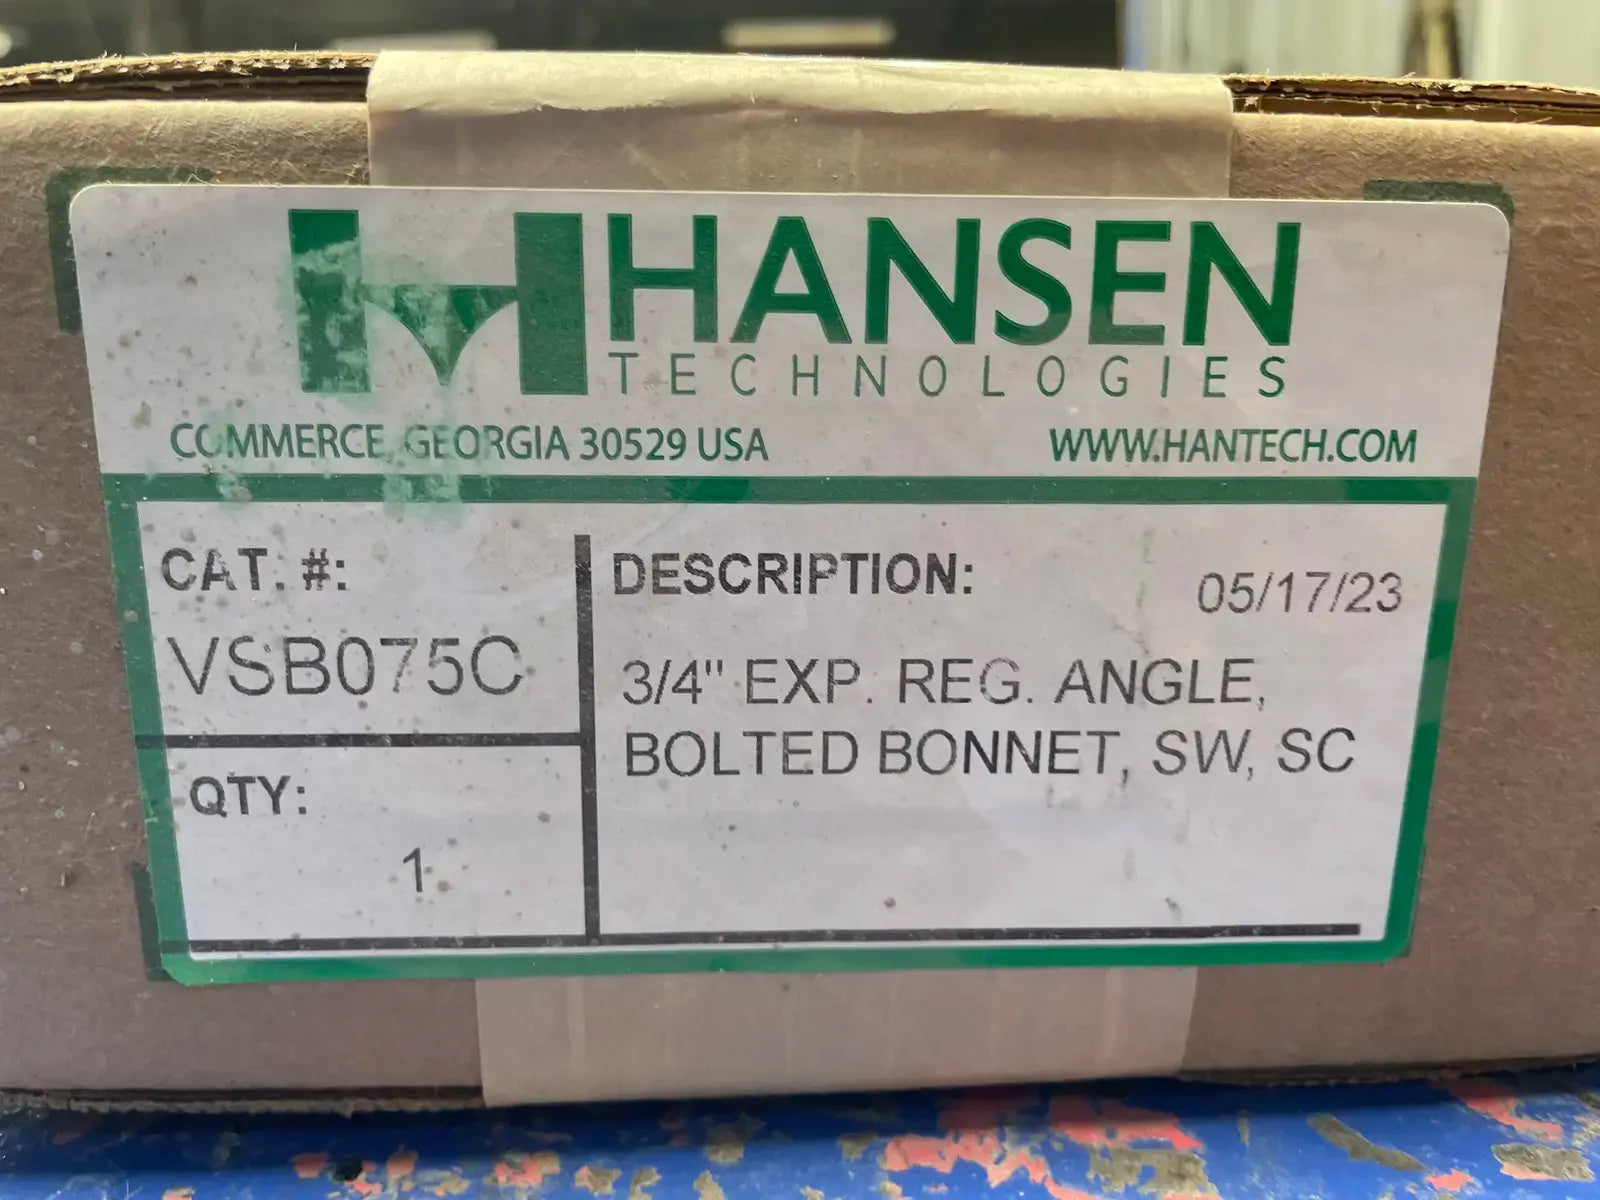 HANSEN
TECHNOLOGIES
COMMERCE, GEORGIA 30529 USA WWW.HANTECH.COM
CAT. #:
VSB075C
QTY:
1
DESCRIPTION: 05/17/23
3/4" EXP. REG. ANGLE,
BOLTED BONNET, SW, SC